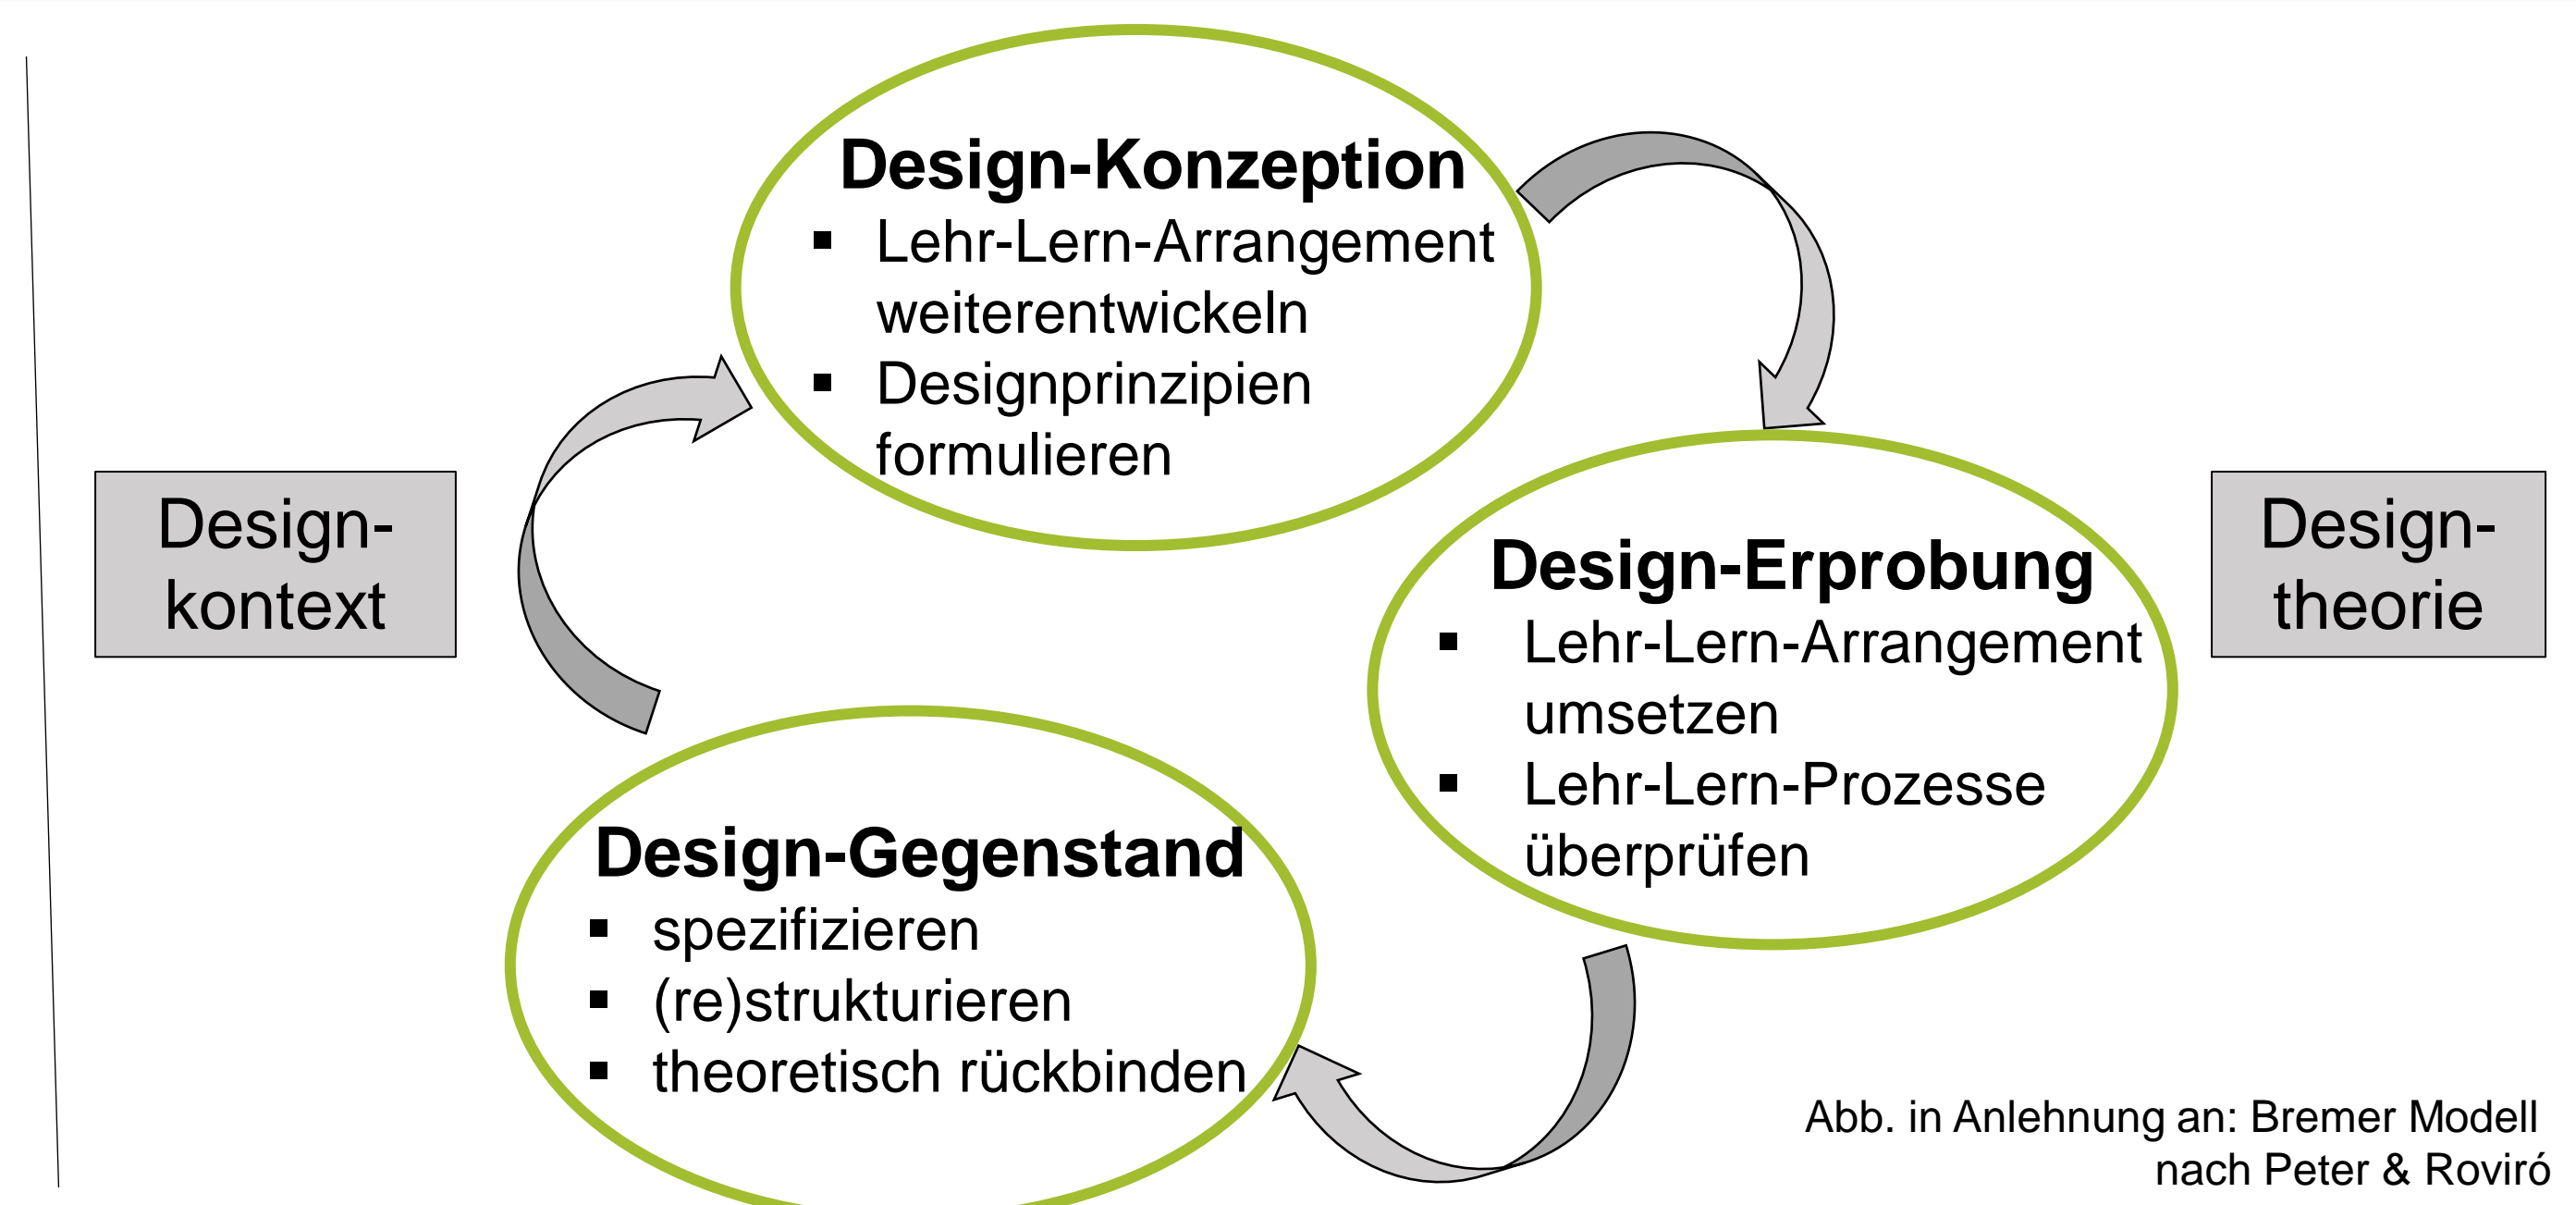 Design-Konzeption
▪ Lehr-Lern-Arrangement
weiterentwickeln
▪ Designprinzipien
formulieren
Design-
kontext
Design-Erprobung
▪ Lehr-Lern-Arrangement
umsetzen
▪ Lehr-Lern-Prozesse
überprüfen
Design-
theorie
Design-Gegenstand
▪ spezifizieren
▪ (re)strukturieren
▪ theoretisch rückbinden
Abb. in Anlehnung an: Bremer Modell
nach Peter & Roviró